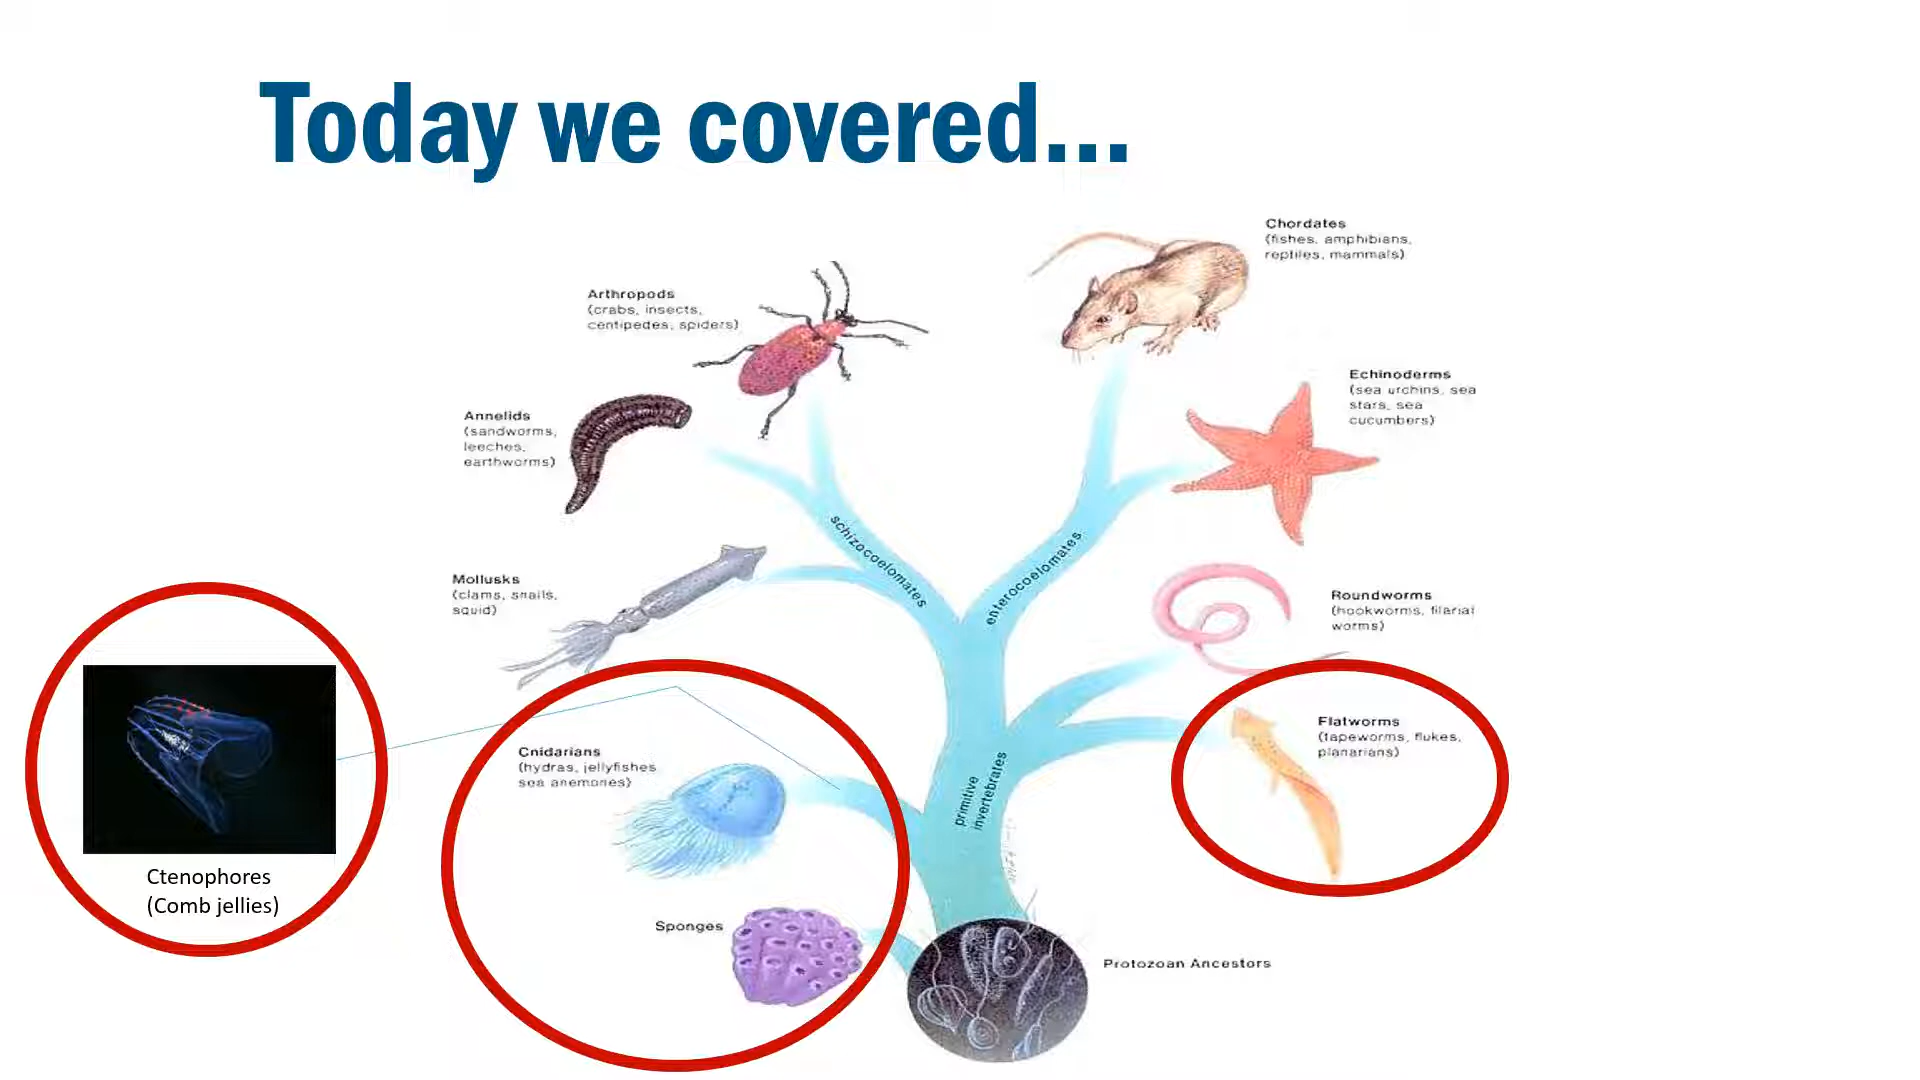 Today we covered...
Chordates
(fishes, amphibians,
reptiles, mammals)
Arthropods
(crabs, insects,
centipedes, spiders)
Echinoderms
(sea urchins, sea
stars, sea
cucumbers)
Annelids
(sandworms,
leeches,
earthworms)
schizocoelomates
enterocoelomates
Mollusks
(clams, snails,
squid)
Roundworms
(hookworms, filarial
worms)
Flatworms
(tapeworms, flukes,
planarians)
Cnidarians
(hydras, jellyfishes
sea anemones)
primitive
invertebrates
Ctenophores
(Comb jellies)
Sponges
Protozoan Ancestors